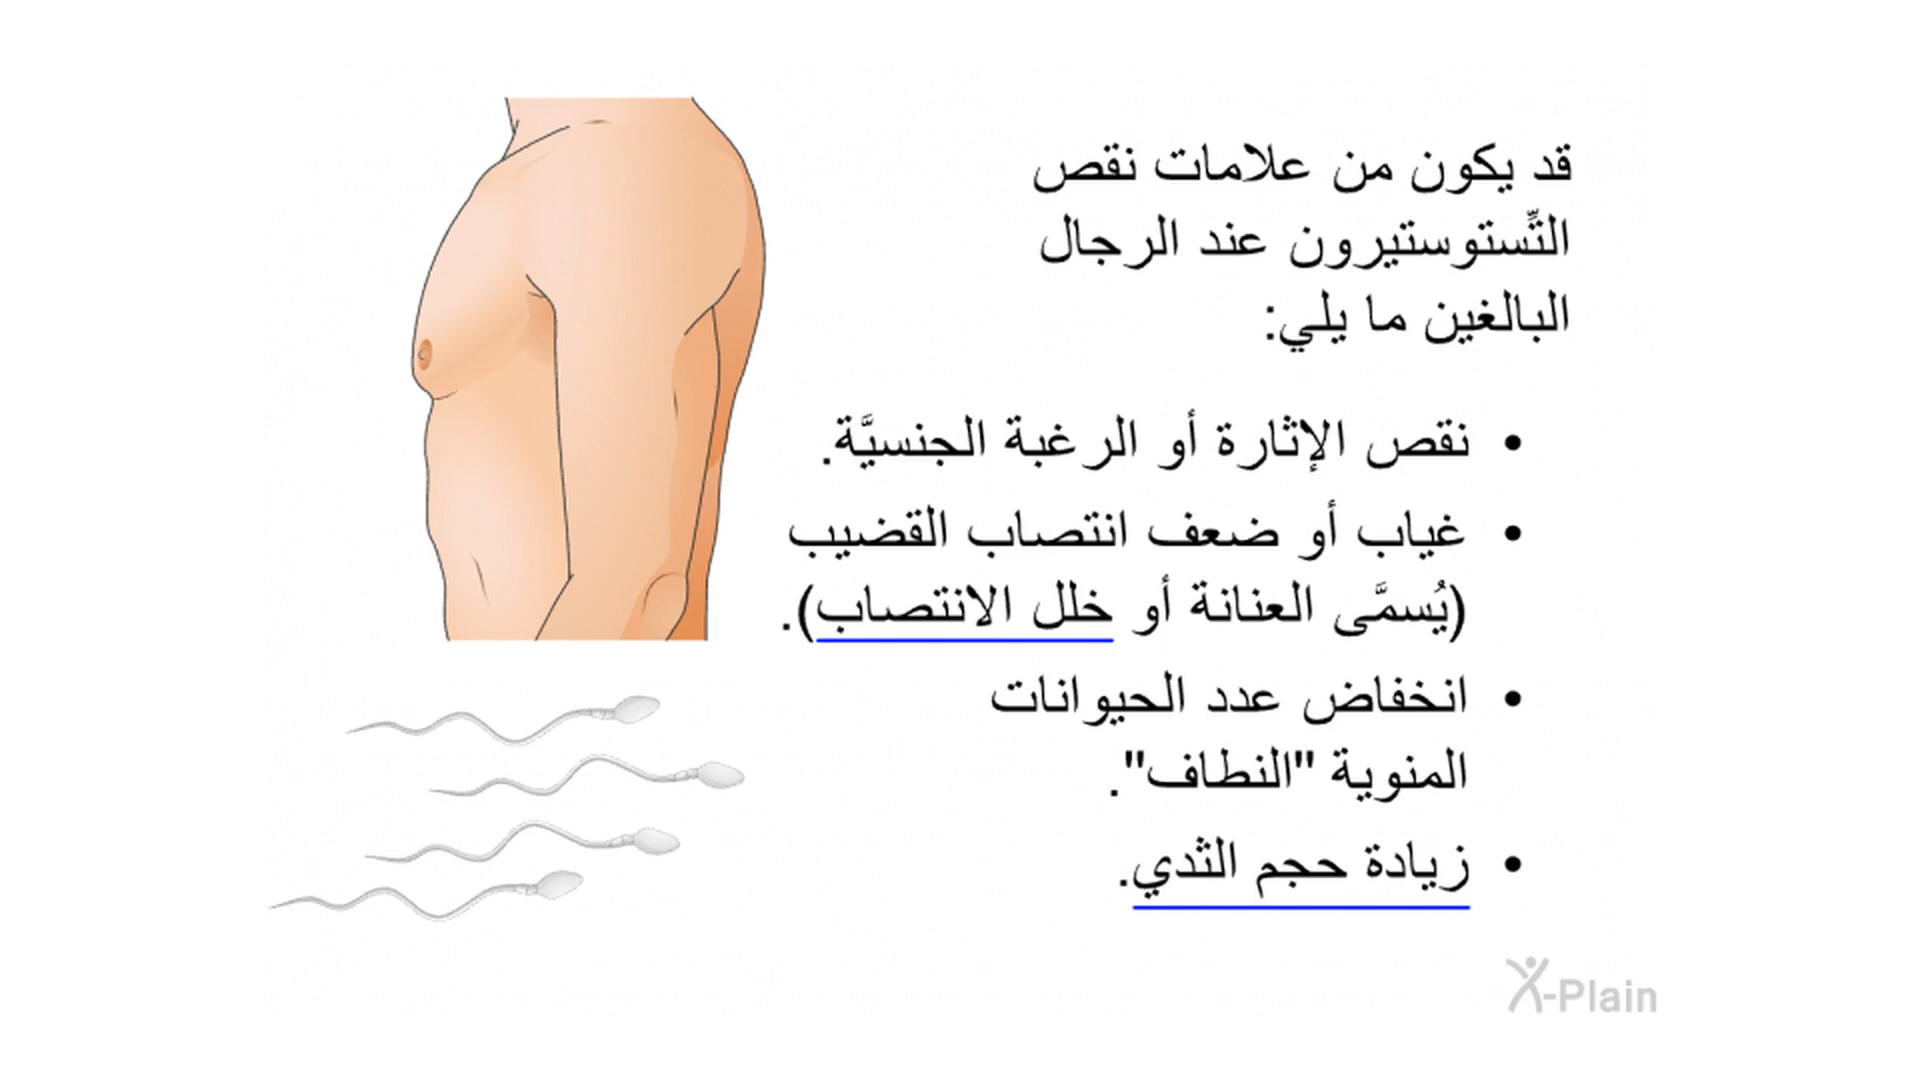 قد يكون من علامات نقص
التِّستوستيرون عند الرجال
البالغين ما يلي:
• نقص الإثارة أو الرغبة الجنسيَّة.
• غياب أو ضعف انتصاب القضيب
(يُسمَّى العنانة أو خلل الانتصاب).
• انخفاض عدد الحيوانات
المنوية "النطاف".
• زيادة حجم الثدي.
X-Plain